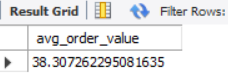 Result Grid Filter Rows:
avg_order_value
38.307262295081635